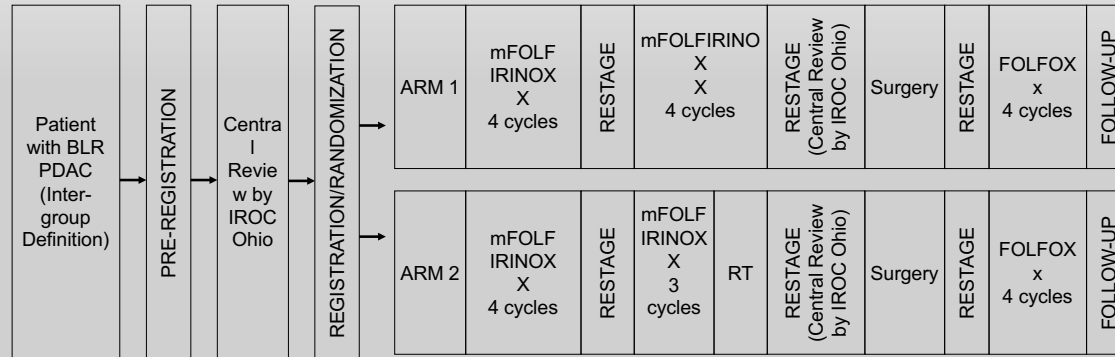 Patient
with BLR
PDAC
(Inter-
group
Definition)
PRE-REGISTRATION
Centra
l
Revie
w by
IROC
Ohio
REGISTRATION/RANDOMIZATION
ARM 1
mFOLF
IRINOX
X
4 cycles
RESTAGE
mFOLFIRINO
X
X
4 cycles
RESTAGE
(Central Review
by IROC Ohio)
Surgery
RESTAGE
FOLFOX
x
4 cycles
FOLLOW-UP
ARM 2
mFOLF
IRINOX
X
4 cycles
RESTAGE
mFOLF
IRINOX
X
3
cycles
RT
RESTAGE
(Central Review
by IROC Ohio)
Surgery
RESTAGE
FOLFOX
x
4 cycles
FOLLOW-UP